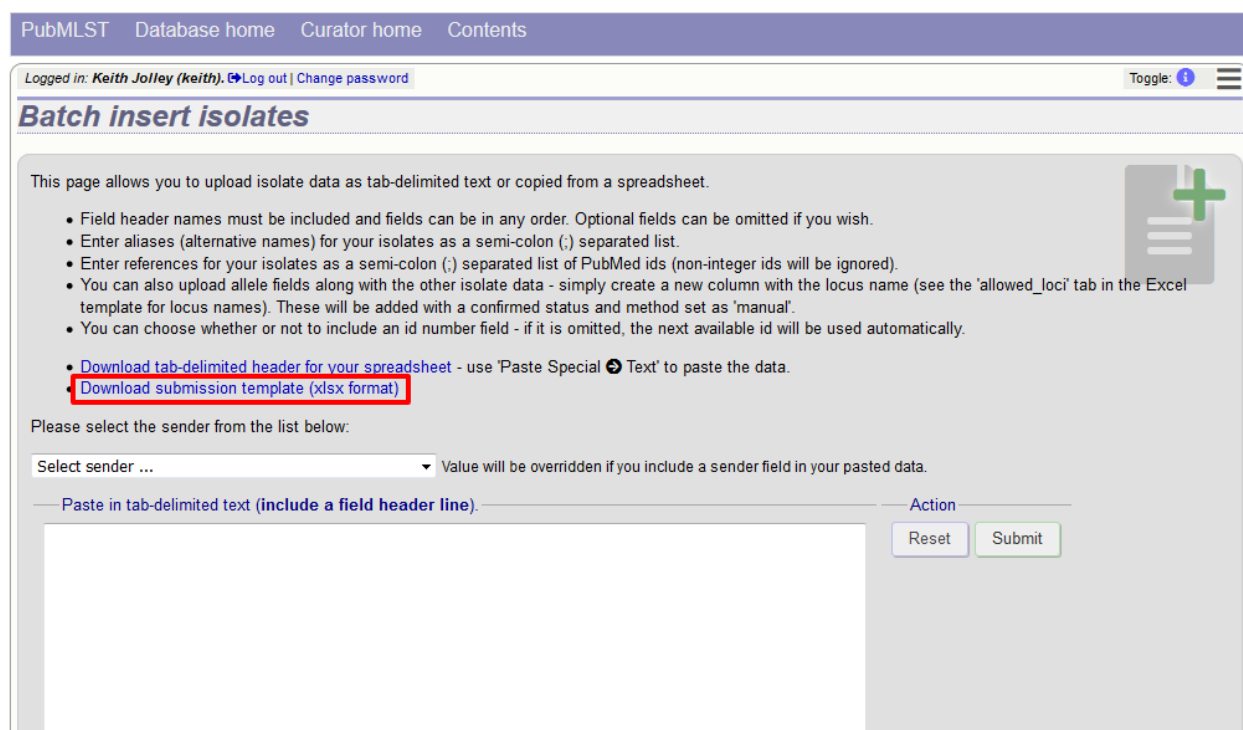 PubMLST Database home Curator home Contents
Logged in: Keith Jolley (keith). Log out | Change password Toggle:
Batch insert isolates
This page allows you to upload isolate data as tab-delimited text or copied from a spreadsheet.
• Field header names must be included and fields can be in any order. Optional fields can be omitted if you wish.
• Enter aliases (alternative names) for your isolates as a semi-colon (;) separated list.
• Enter references for your isolates as a semi-colon (;) separated list of PubMed ids (non-integer ids will be ignored).
• You can also upload allele fields along with the other isolate data - simply create a new column with the locus name (see the 'allowed_loci' tab in the Excel
template for locus names). These will be added with a confirmed status and method set as 'manual'.
• You can choose whether or not to include an id number field - if it is omitted, the next available id will be used automatically.
• Download tab-delimited header for your spreadsheet - use 'Paste Special ➔ Text' to paste the data.
• Download submission template (xlsx format)
Please select the sender from the list below:
Select sender ... Value will be overridden if you include a sender field in your pasted data.
Paste in tab-delimited text (include a field header line). Action
Reset Submit